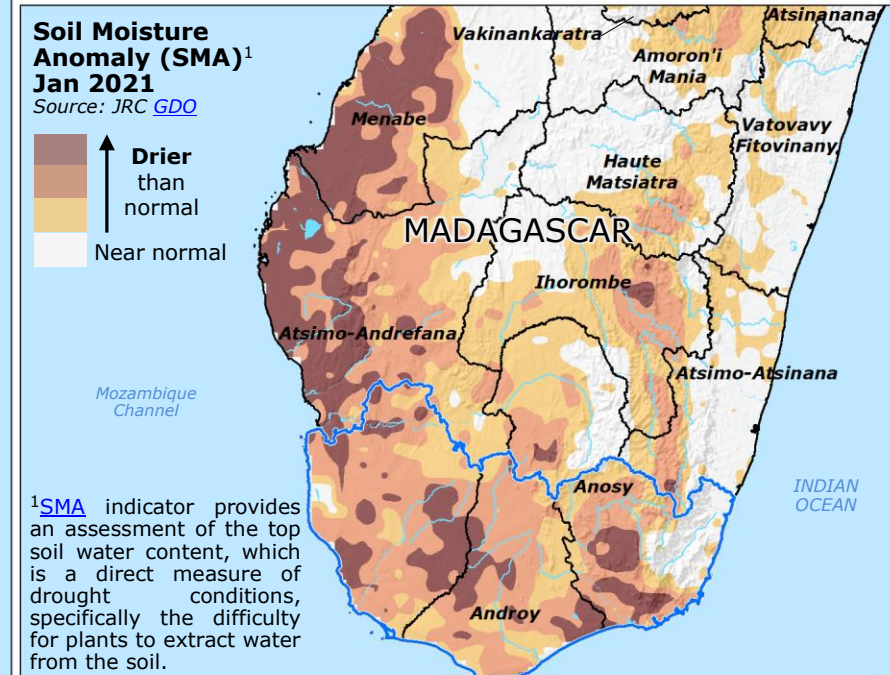 Soil Moisture
Anomaly (SMA)¹
Jan 2021
Source: JRC GDO
Drier
than
normal
Near normal
Vakinankaratra
Atsinanana
Amoron'i
Mania
Menabe
Vatovavy
Fitovinany
Haute
Matsiatra
MADAGASCAR
Ihorombe
Atsimo-Andrefana
Atsimo-Atsinana
Mozambique
Channel
Anosy
INDIAN
OCEAN
Androy
¹SMA indicator provides
an assessment of the top
soil water content, which
is a direct measure of
drought conditions,
specifically the difficulty
for plants to extract water
from the soil.